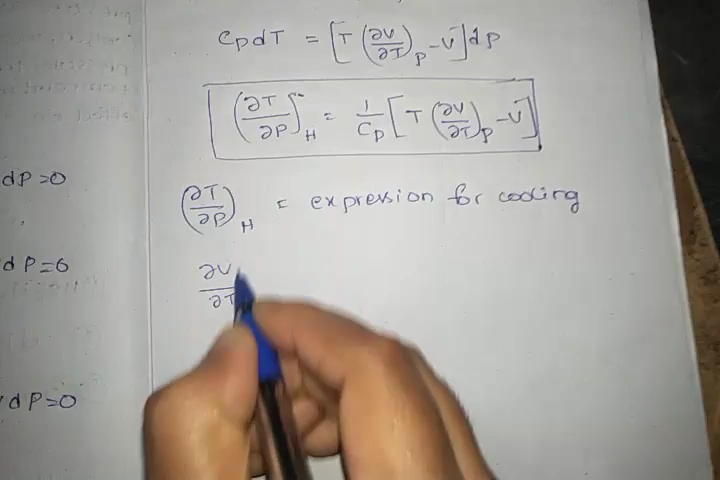 CpdT = [T (∂V/∂T)p - V]dp
(∂T/∂P)H = 1/Cp [T (∂V/∂T)p - V]
dP=0
(∂T/∂P)H = expression for cooling
dP=0
∂V/∂T
dP=0